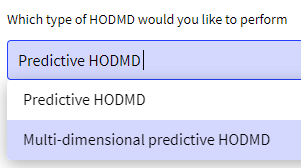 Which type of HODMD would you like to perform
Predictive HODMD
Predictive HODMD
Multi-dimensional predictive HODMD